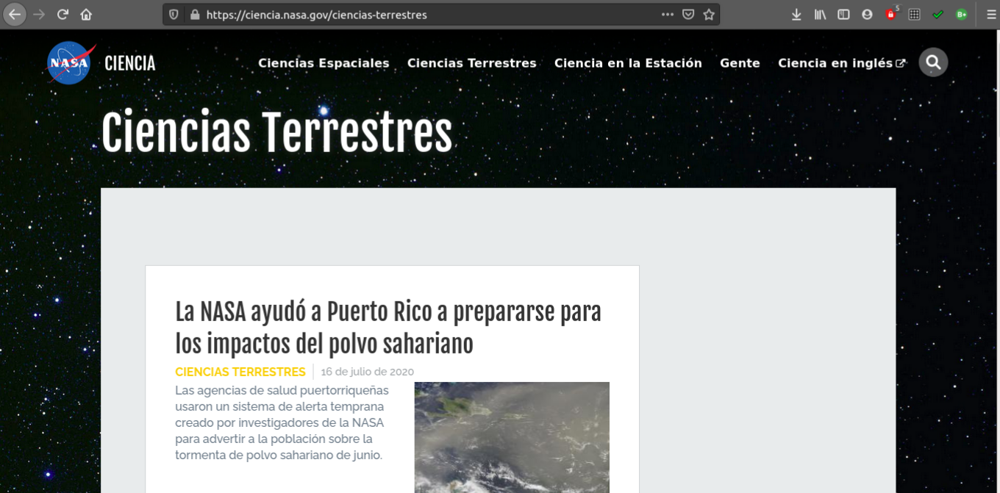 https://ciencia.nasa.gov/ciencias-terrestres
5
B+
NASA CIENCIA
Ciencias Espaciales Ciencias Terrestres Ciencia en la Estación Gente Ciencia en inglés
Ciencias Terrestres
La NASA ayudó a Puerto Rico a prepararse para
los impactos del polvo sahariano
CIENCIAS TERRESTRES 16 de julio de 2020
Las agencias de salud puertorriqueñas
usaron un sistema de alerta temprana
creado por investigadores de la NASA
para advertir a la población sobre la
tormenta de polvo sahariano de junio.